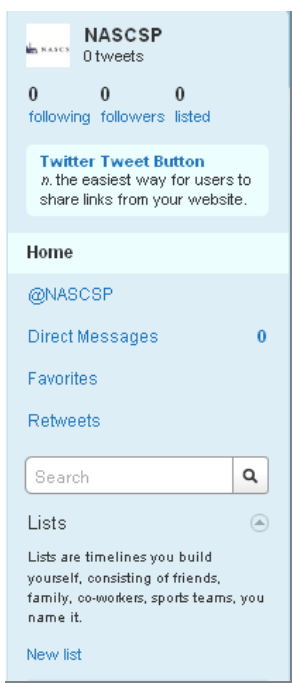 NASCSP
NASCS
0 tweets
0 0 0
following followers listed
Twitter Tweet Button
n. the easiest way for users to
share links from your website.
Home
@NASCSP
Direct Messages 0
Favorites
Retweets
Search
Lists
Lists are timelines you build
yourself, consisting of friends,
family, co-workers, sports teams, you
name it.
New list